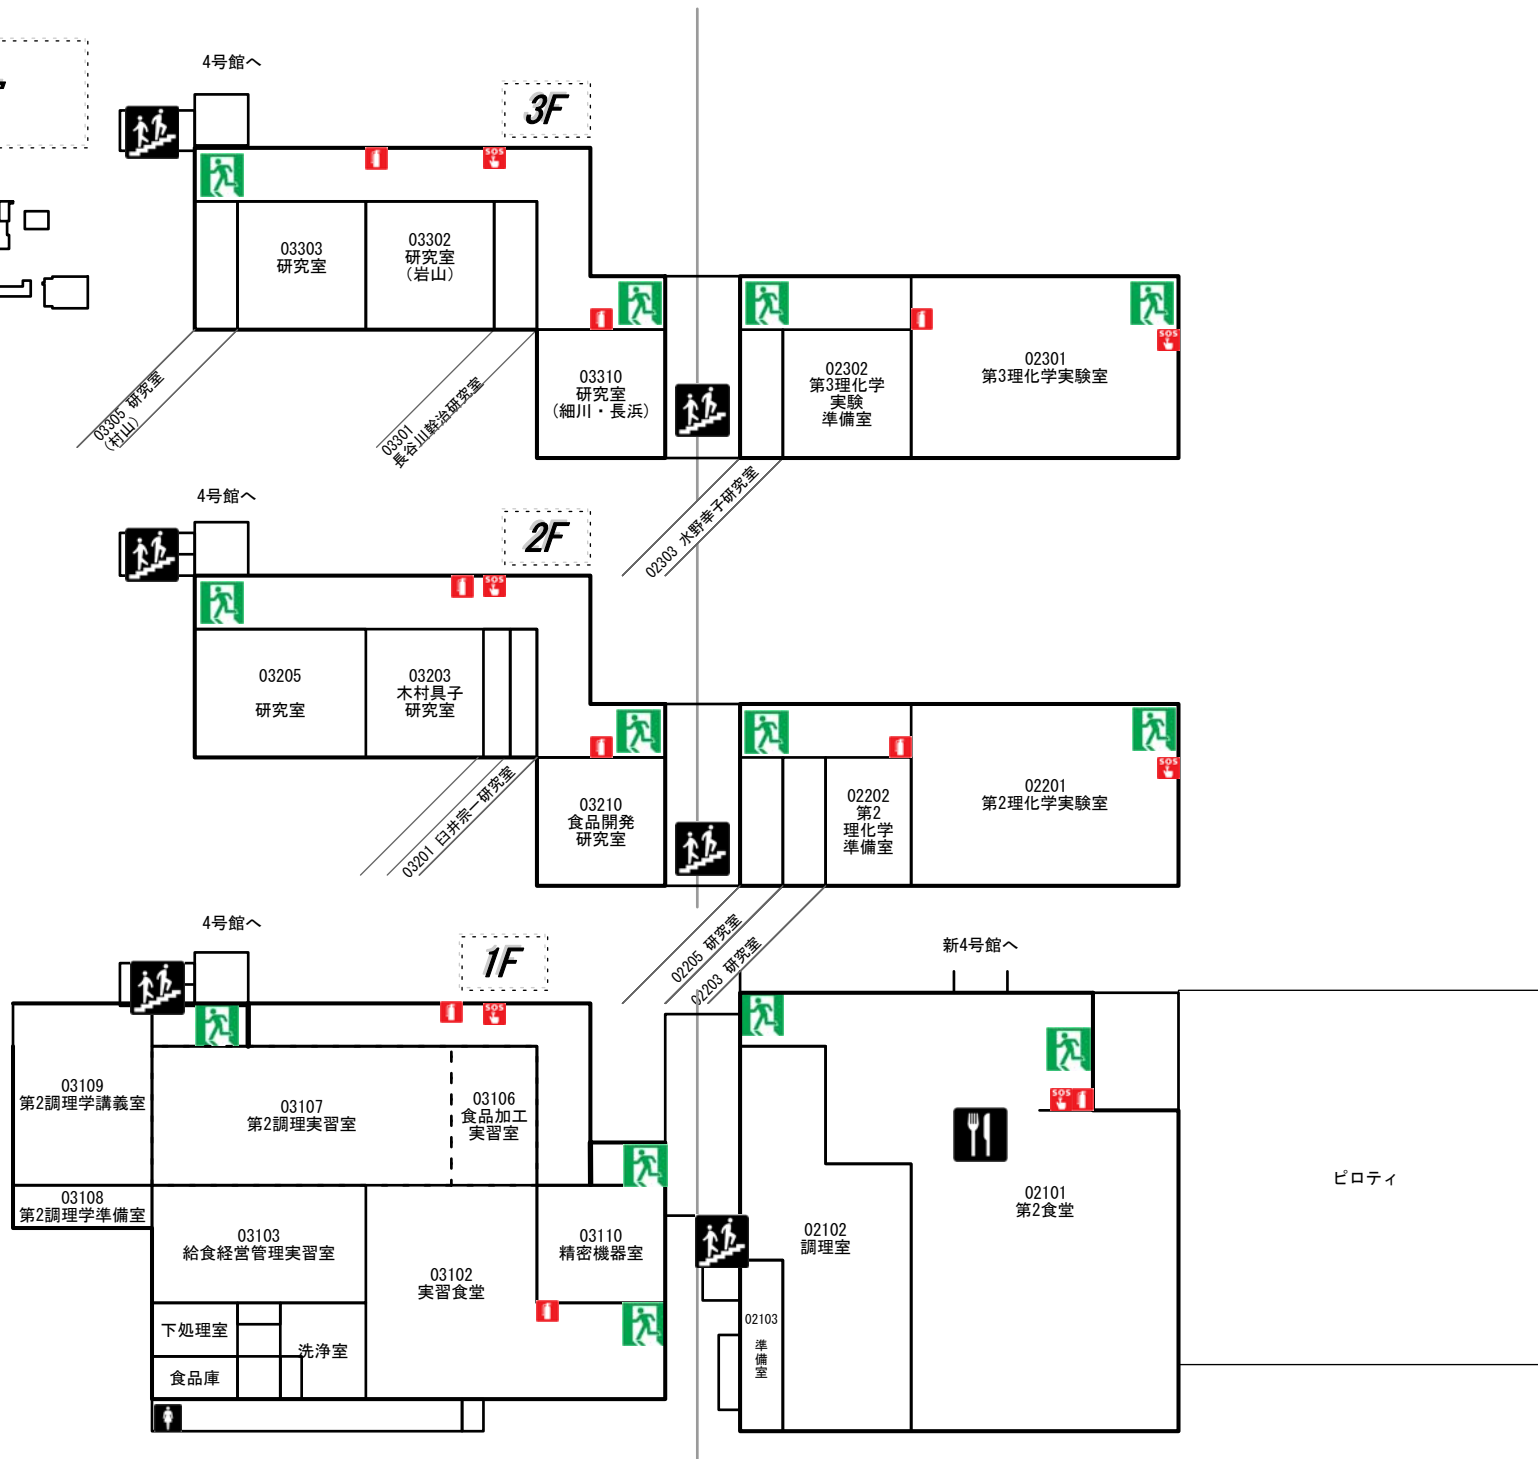 4号館へ
3F
03303
研究室
03302
研究室
(岩山)
SOS
03305 研究室
(村山)
03301
長谷川幹治研究室
03310
研究室
(細川・長浜)
02302
第3理化学
実験
準備室
02301
第3理化学実験室
SOS
02303 水野幸子研究室
4号館へ
2F
SOS
03205
研究室
03203
木村具子
研究室
03201 臼井宗一研究室
03210
食品開発
研究室
02202
第2
理化学
準備室
02201
第2理化学実験室
SOS
02205 研究室
02203 研究室
4号館へ
1F
新4号館へ
SOS
03109
第2調理学講義室
03107
第2調理実習室
03106
食品加工
実習室
03108
第2調理学準備室
03103
給食経営管理実習室
03102
実習食堂
03110
精密機器室
下処理室
洗浄室
食品庫
SOS
02101
第2食堂
02102
調理室
02103
準
備
室
ピロティ